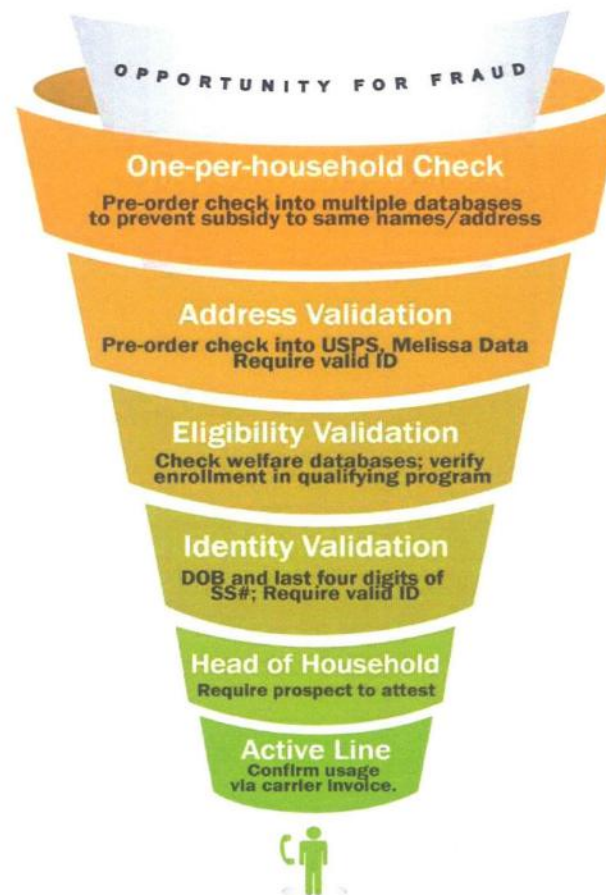 OPPORTUNITY FOR FRAUD
One-per-household Check
Pre-order check into multiple databases
to prevent subsidy to same names/address
Address Validation
Pre-order check into USPS, Melissa Data
Require valid ID
Eligibility Validation
Check welfare databases; verify
enrollment in qualifying program
Identity Validation
DOB and last four digits of
SS#; Require valid ID
Head of Household
Require prospect to attest
Active Line
Confirm usage
via carrier invoice.